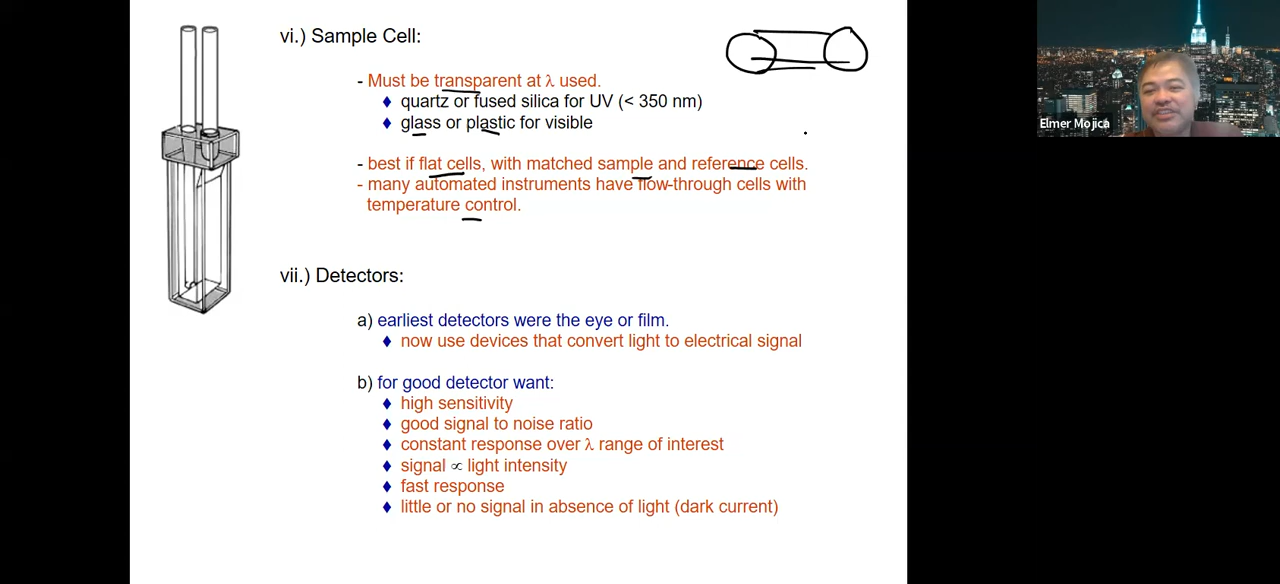 vi.) Sample Cell:
- Must be transparent at λ used.
♦ quartz or fused silica for UV (< 350 nm)
♦ glass or plastic for visible
- best if flat cells, with matched sample and reference cells.
- many automated instruments have flow-through cells with
temperature control.
vii.) Detectors:
a) earliest detectors were the eye or film.
♦ now use devices that convert light to electrical signal
b) for good detector want:
♦ high sensitivity
♦ good signal to noise ratio
♦ constant response over λ range of interest
♦ signal ∝ light intensity
♦ fast response
♦ little or no signal in absence of light (dark current)
Elmer Mojica